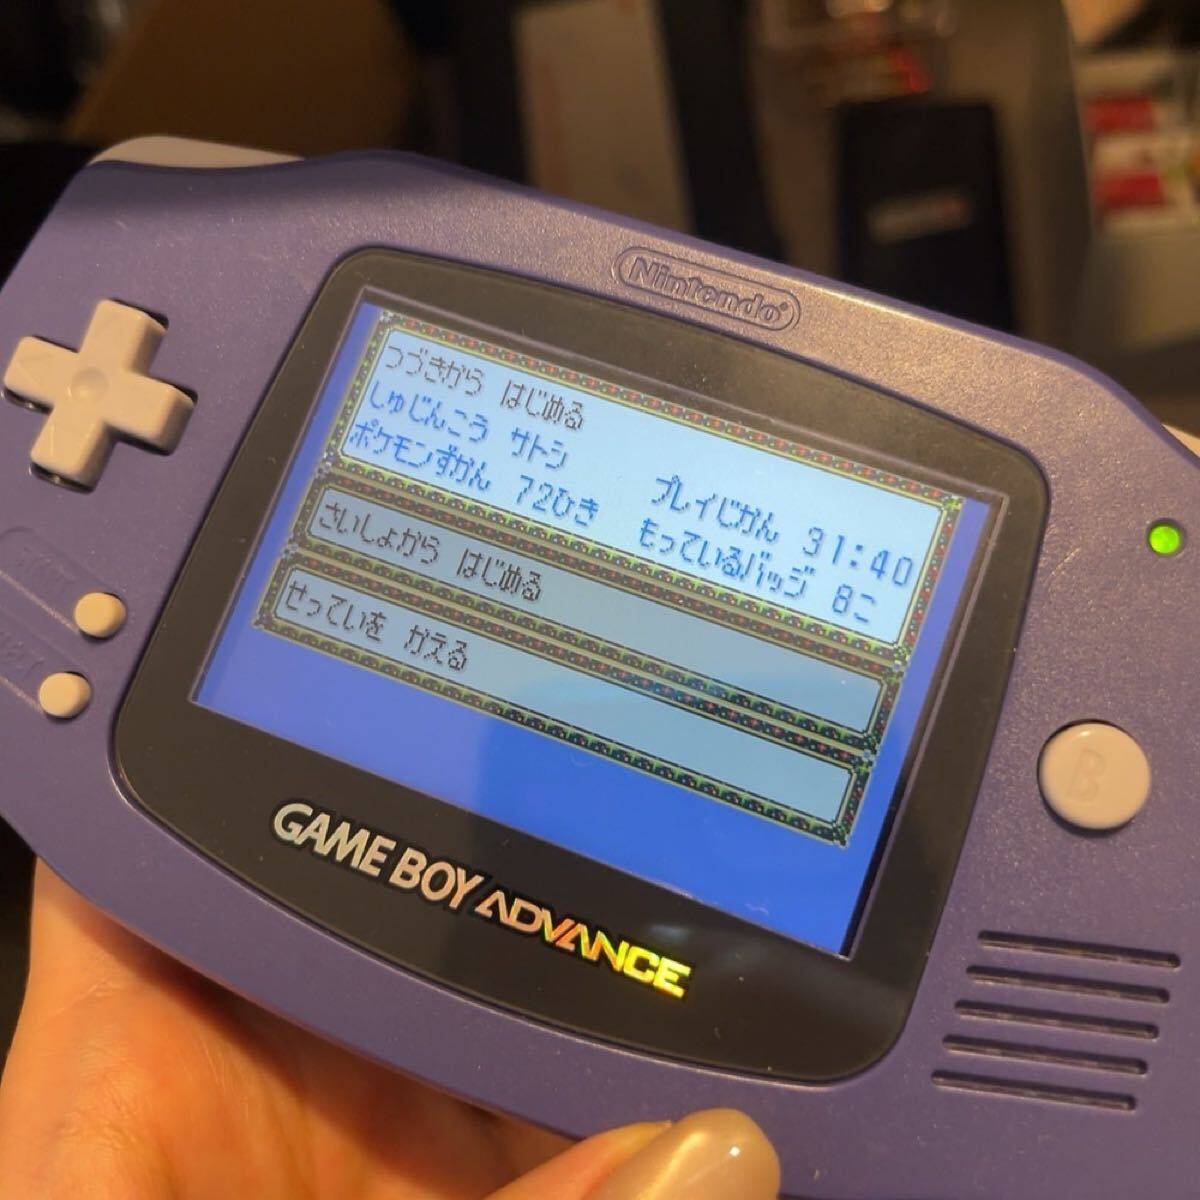 Nintendo
つづきから はじめる
しゅじんこう サトシ
プレイじかん 31:40
ポケモンずかん 72ひき
もっているバッジ 8こ
さいしょから はじめる
せっていを かえる
GAME BOY ADVANCE
B